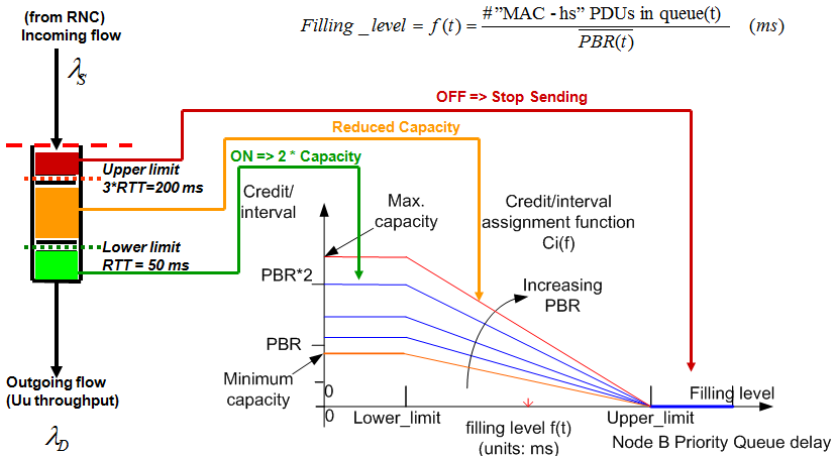 (from RNC)
Incoming flow
λS
Filling _ level = f(t) = #"MAC - hs" PDUs in queue(t) / PBR(t) (ms)
OFF => Stop Sending
Reduced Capacity
ON => 2 * Capacity
Upper limit
3*RTT=200 ms
Lower limit
RTT = 50 ms
Credit/
interval
Max.
capacity
Credit/interval
assignment function
Ci(f)
PBR*2
Increasing
PBR
PBR
Minimum
capacity
0
0
Filling level
Lower_limit
filling level f(t)
(units: ms)
Upper_limit
Node B Priority Queue delay
Outgoing flow
(Uu throughput)
λD